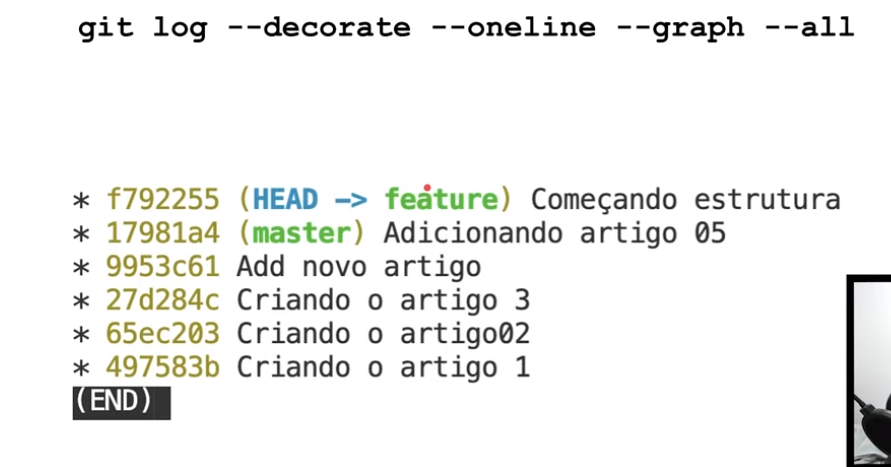 git log --decorate --oneline --graph --all
* f792255 (HEAD -> feature) Começando estrutura
* 17981a4 (master) Adicionando artigo 05
* 9953c61 Add novo artigo
* 27d284c Criando o artigo 3
* 65ec203 Criando o artigo02
* 497583b Criando o artigo 1
(END)